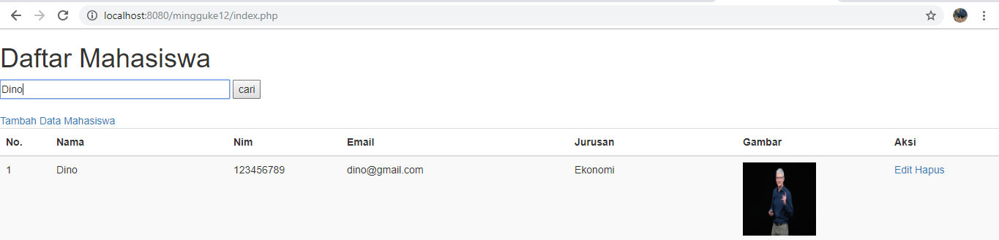 localhost:8080/mingguke12/index.php
Daftar Mahasiswa
Dino cari
Tambah Data Mahasiswa
No. Nama Nim Email Jurusan Gambar Aksi
1 Dino 123456789 dino@gmail.com Ekonomi Edit Hapus